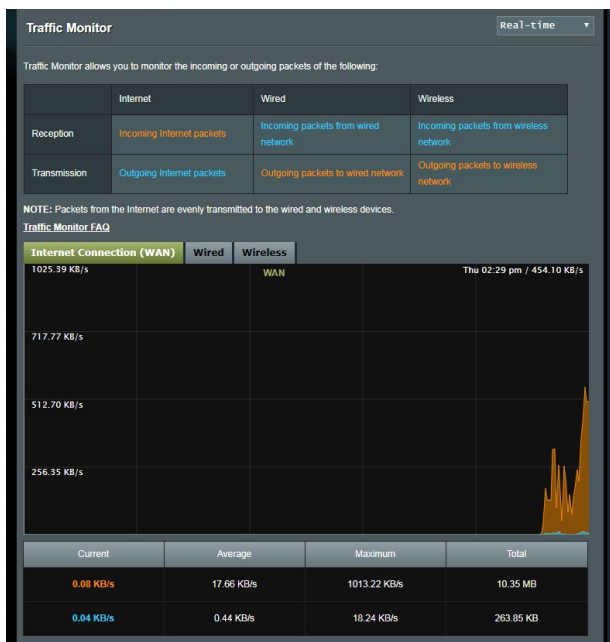 Traffic Monitor
Real-time
Traffic Monitor allows you to monitor the incoming or outgoing packets of the following:
Internet Wired Wireless
Reception Incoming Internet packets Incoming packets from wired network Incoming packets from wireless network
Transmission Outgoing Internet packets Outgoing packets to wired network Outgoing packets to wireless network
NOTE: Packets from the Internet are evenly transmitted to the wired and wireless devices.
Traffic Monitor FAQ
Internet Connection (WAN) Wired Wireless
1025.39 KB/s WAN Thu 02:29 pm / 454.10 KB/s
717.77 KB/s
512.70 KB/s
256.35 KB/s
Current Average Maximum Total
0.08 KB/s 17.66 KB/s 1013.22 KB/s 10.35 MB
0.04 KB/s 0.44 KB/s 18.24 KB/s 263.85 KB